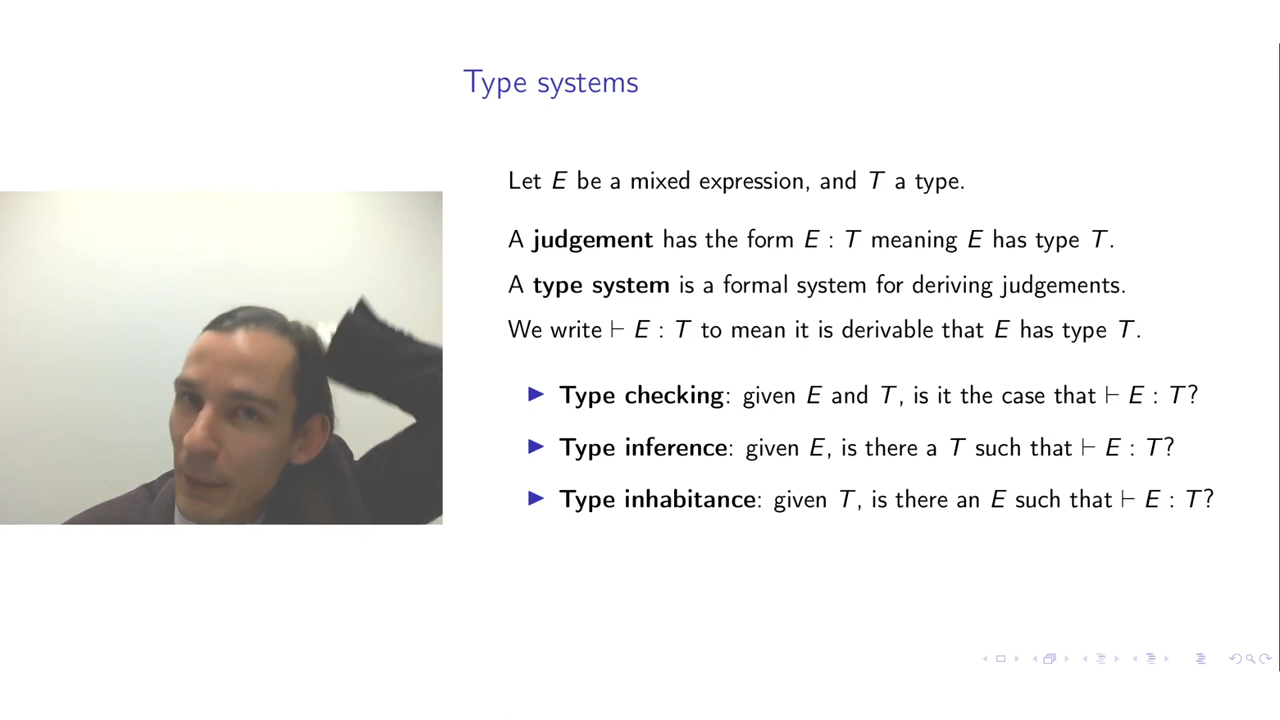 Type systems
Let E be a mixed expression, and T a type.
A judgement has the form E : T meaning E has type T.
A type system is a formal system for deriving judgements.
We write ⊢ E : T to mean it is derivable that E has type T.
▶ Type checking: given E and T, is it the case that ⊢ E : T?
▶ Type inference: given E, is there a T such that ⊢ E : T?
▶ Type inhabitance: given T, is there an E such that ⊢ E : T?